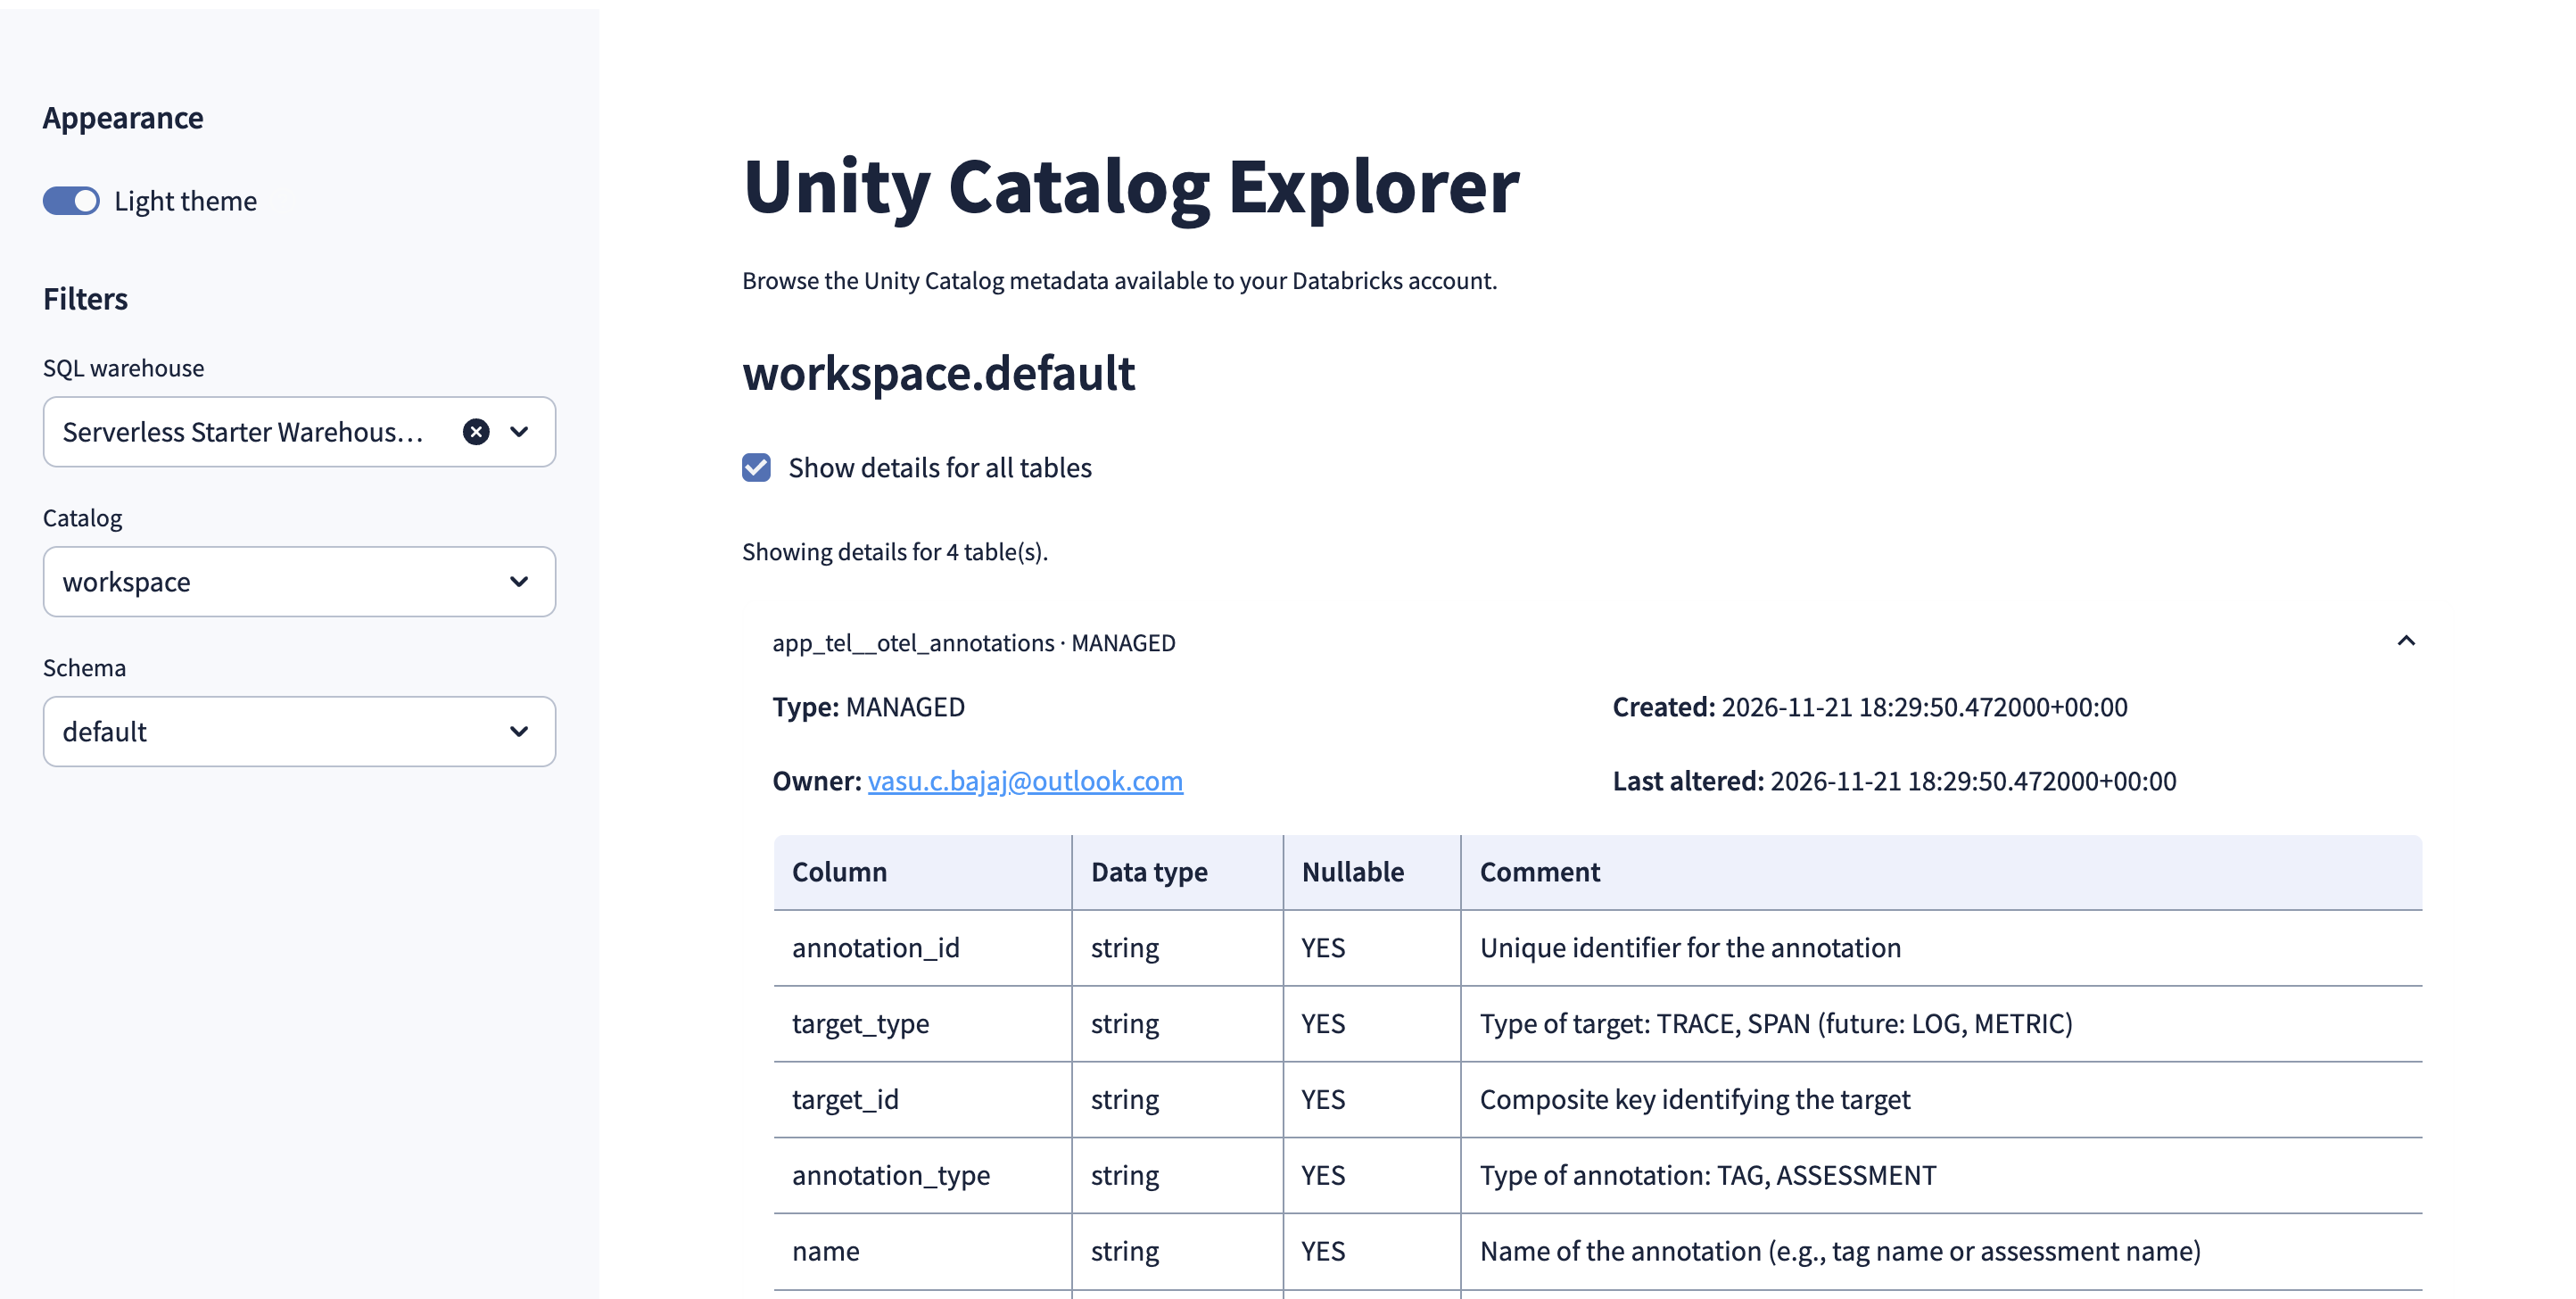 Appearance
Light theme
Filters
SQL warehouse
Serverless Starter Warehous…
Catalog
workspace
Schema
default
Unity Catalog Explorer
Browse the Unity Catalog metadata available to your Databricks account.
workspace.default
Show details for all tables
Showing details for 4 table(s).
app_tel__otel_annotations · MANAGED
Type: MANAGED
Created: 2026-11-21 18:29:50.472000+00:00
Owner: vasu.c.bajaj@outlook.com
Last altered: 2026-11-21 18:29:50.472000+00:00
Column Data type Nullable Comment
annotation_id string YES Unique identifier for the annotation
target_type string YES Type of target: TRACE, SPAN (future: LOG, METRIC)
target_id string YES Composite key identifying the target
annotation_type string YES Type of annotation: TAG, ASSESSMENT
name string YES Name of the annotation (e.g., tag name or assessment name)